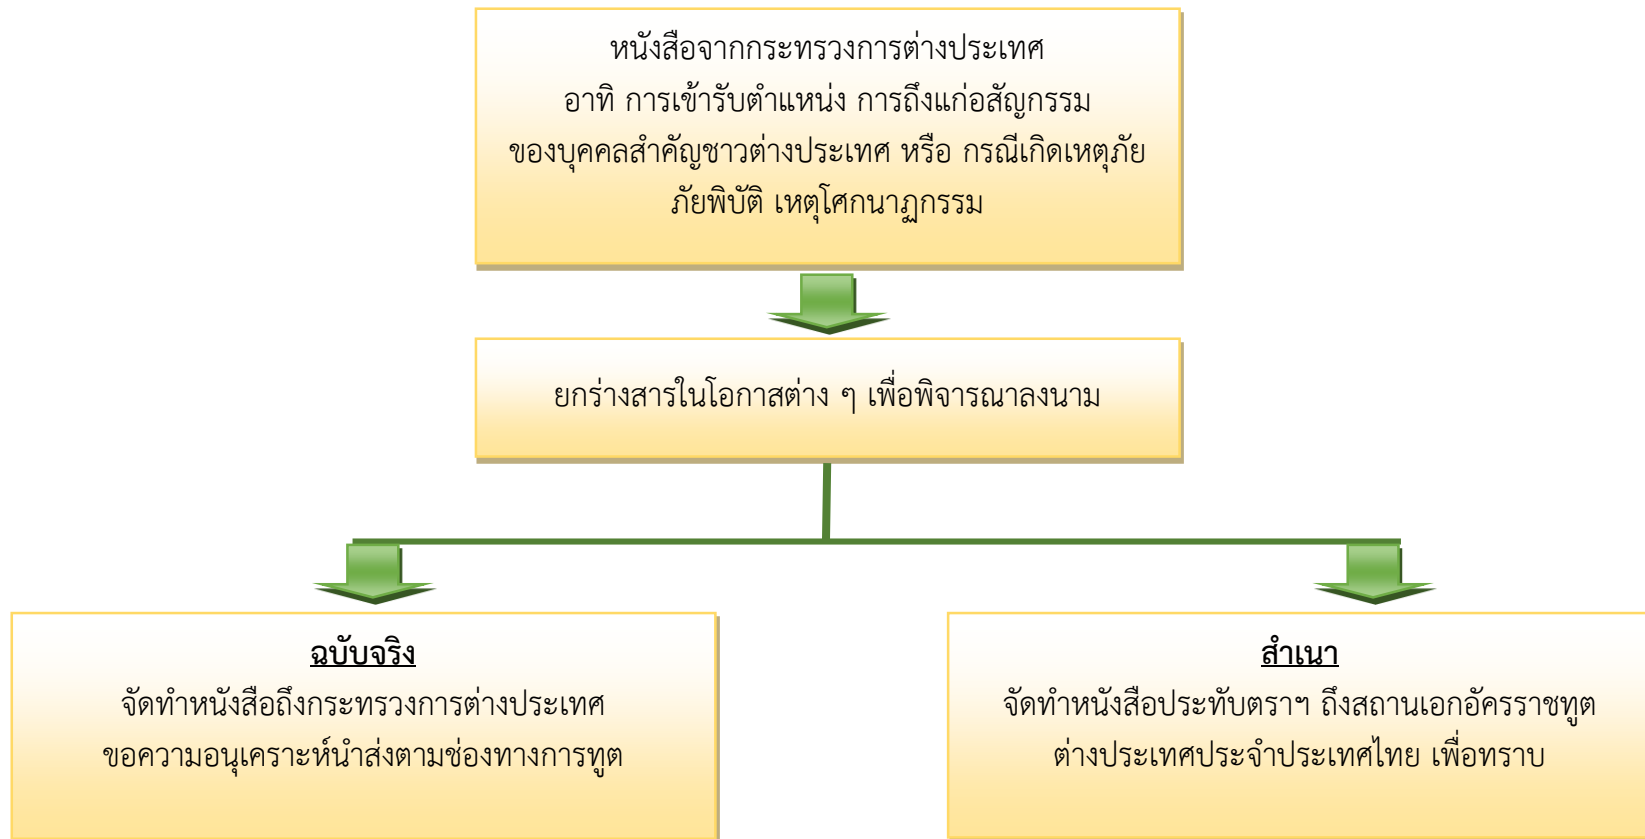 หนังสือจากกระทรวงการต่างประเทศ
อาทิ การเข้ารับตำแหน่ง การถึงแก่อสัญกรรม
ของบุคคลสำคัญชาวต่างประเทศ หรือ กรณีเกิดเหตุภัย
ภัยพิบัติ เหตุโศกนาฏกรรม
ยกร่างสารในโอกาสต่าง ๆ เพื่อพิจารณาลงนาม
ฉบับจริง
จัดทำหนังสือถึงกระทรวงการต่างประเทศ
ขอความอนุเคราะห์นำส่งตามช่องทางการทูต
สำเนา
จัดทำหนังสือประทับตราฯ ถึงสถานเอกอัครราชทูต
ต่างประเทศประจำประเทศไทย เพื่อทราบ